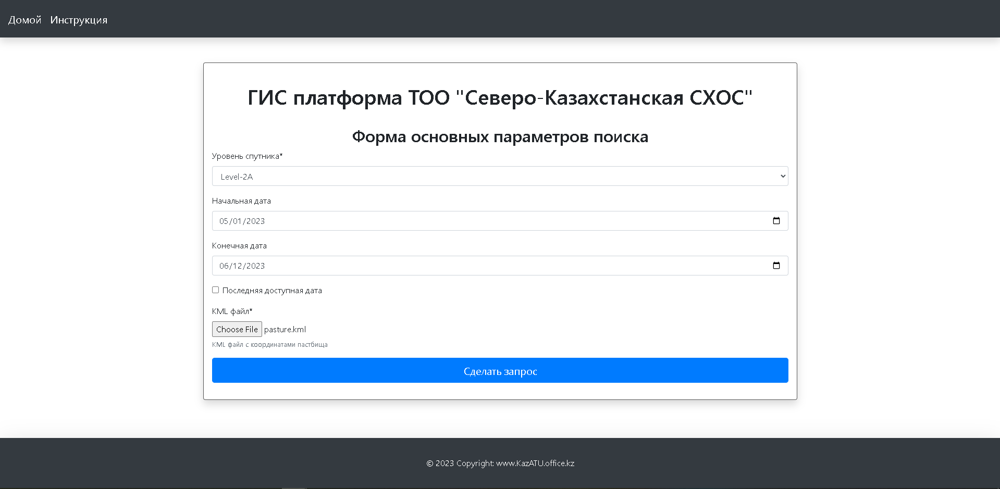 Домой Инструкция
ГИС платформа ТОО "Северо-Казахстанская СХОС"
Форма основных параметров поиска
Уровень спутника*
Level-2A
Начальная дата
05/01/2023
Конечная дата
06/12/2023
Последняя доступная дата
KML файл*
Choose File pasture.kml
KML файл с координатами пастбища
Сделать запрос
© 2023 Copyright: www.KazATU.office.kz